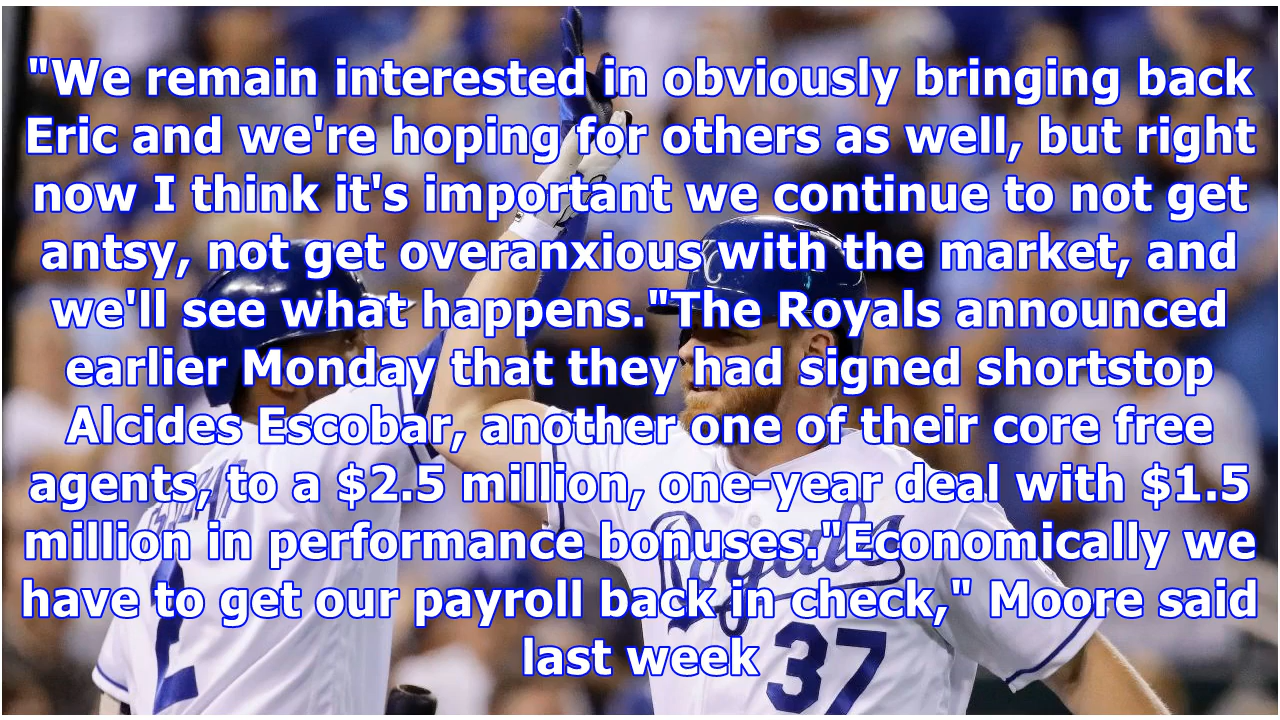 "We remain interested in obviously bringing back
Eric and we're hoping for others as well, but right
now I think it's important we continue to not get
antsy, not get overanxious with the market, and
we'll see what happens."The Royals announced
earlier Monday that they had signed shortstop
Alcides Escobar, another one of their core free
agents, to a $2.5 million, one-year deal with $1.5
million in performance bonuses."Economically we
have to get our payroll back in check," Moore said
last week
2
Royals
37